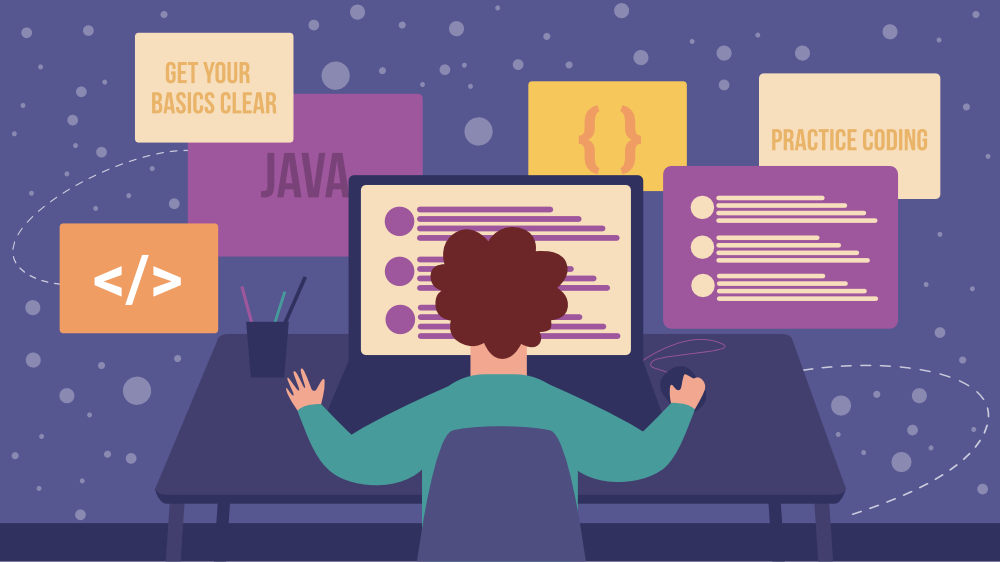 GET YOUR
BASICS CLEAR
JAVA
</>
{ }
PRACTICE CODING